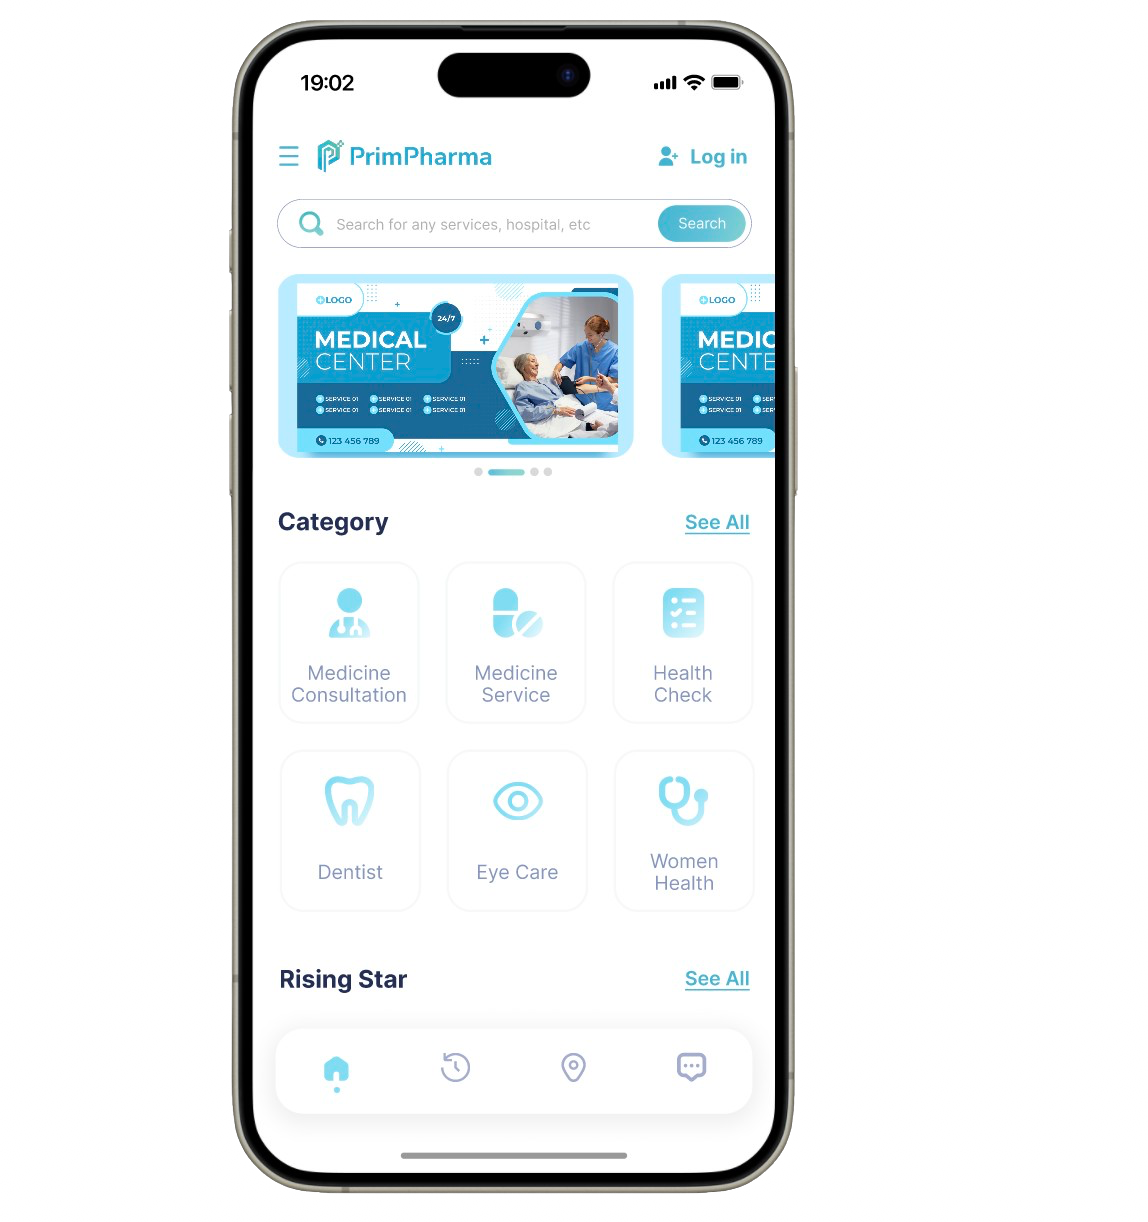 19:02
PrimPharma
Log in
Search for any services, hospital, etc
Search
LOGO
24/7
MEDICAL
CENTER
SERVICE 01 SERVICE 01 SERVICE 01
SERVICE 01 SERVICE 01 SERVICE 01
123 456 789
LOGO
MEDIC
CENTE
SERVICE 01 SER
SERVICE 01 SER
123 456 789
Category
See All
Medicine
Consultation
Medicine
Service
Health
Check
Dentist
Eye Care
Women
Health
Rising Star
See All